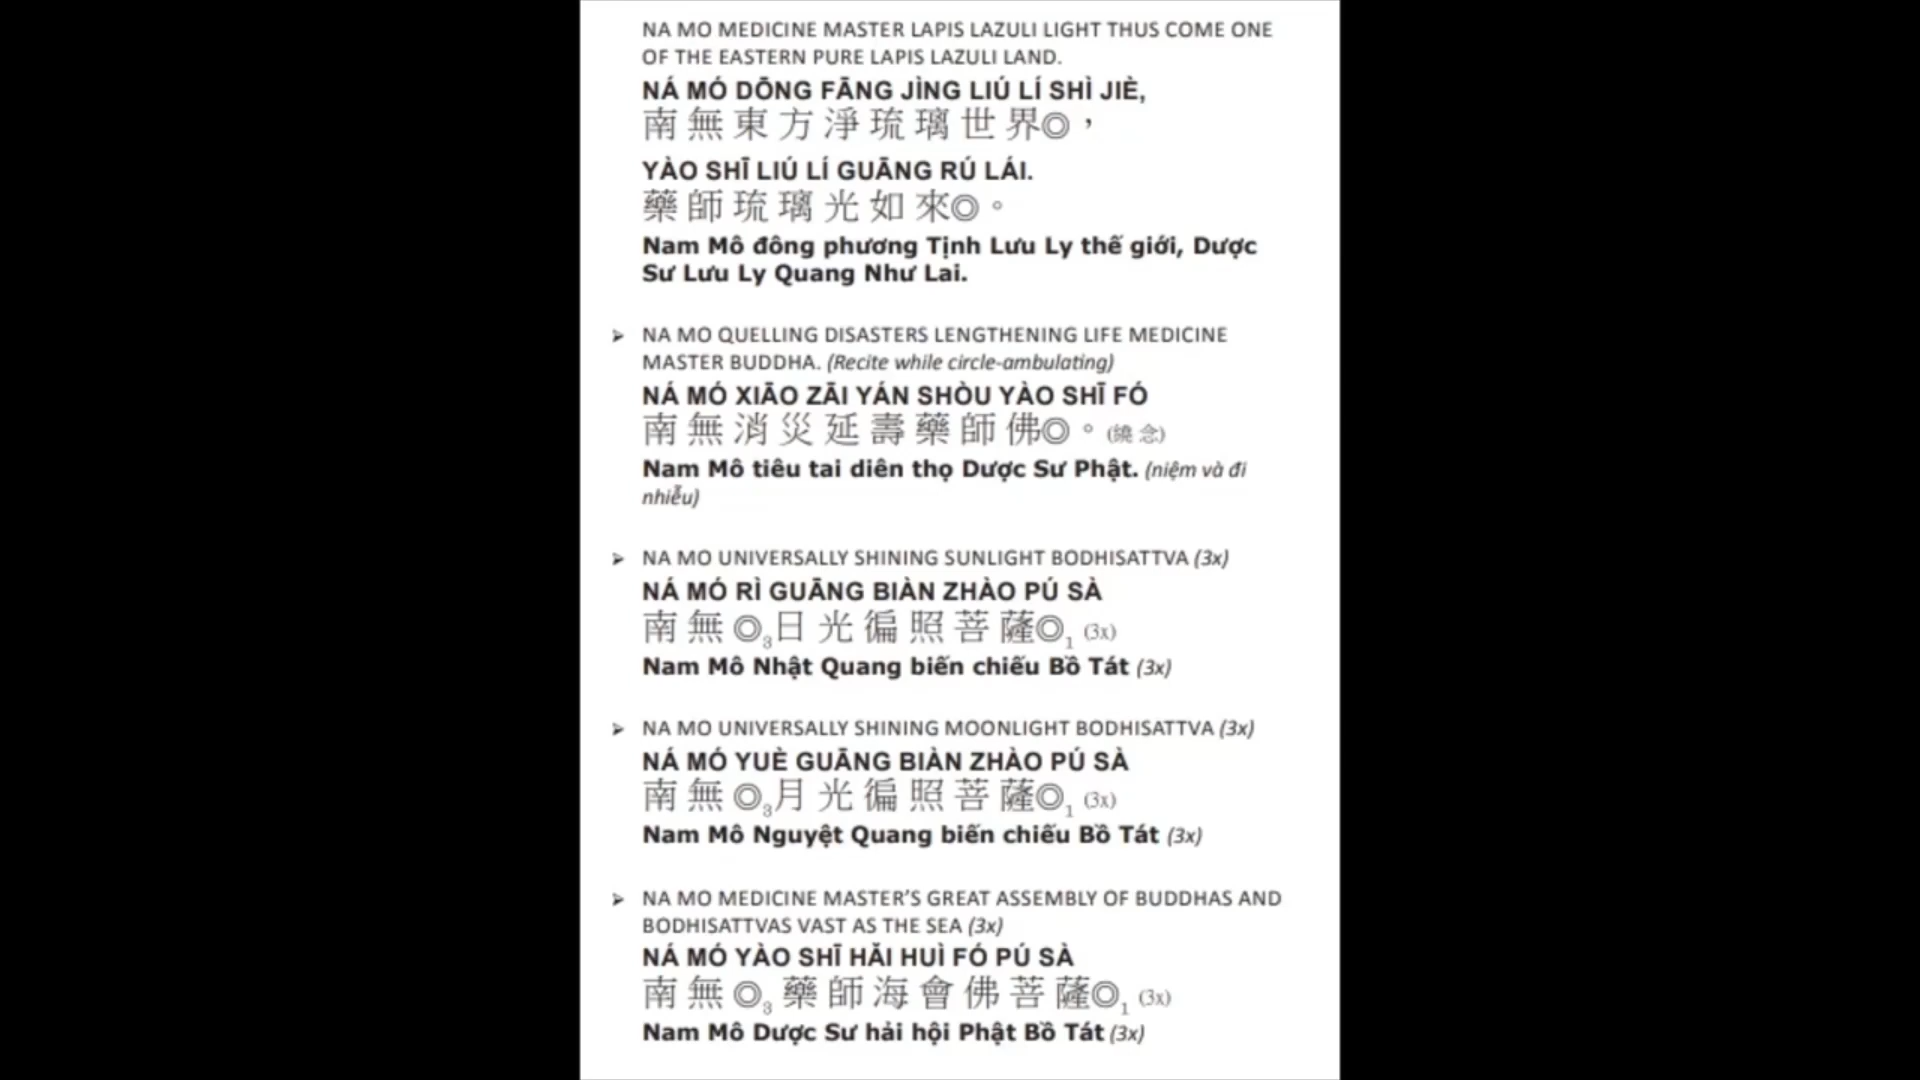 NA MO MEDICINE MASTER LAPIS LAZULI LIGHT THUS COME ONE
OF THE EASTERN PURE LAPIS LAZULI LAND.
NÁ MÓ DŌNG FĀNG JÌNG LIÚ LÍ SHÌ JIÈ,
南無東方淨琉璃世界◎，
YÀO SHĪ LIÚ LÍ GUĀNG RÚ LÁI.
藥師琉璃光如來◎。
Nam Mô đông phương Tịnh Lưu Ly thế giới, Dược
Sư Lưu Ly Quang Như Lai.
➢ NA MO QUELLING DISASTERS LENGTHENING LIFE MEDICINE
MASTER BUDDHA. (Recite while circle-ambulating)
NÁ MÓ XIĀO ZĀI YÁN SHÒU YÀO SHĪ FÓ
南無消災延壽藥師佛◎。(繞念)
Nam Mô tiêu tai diên thọ Dược Sư Phật. (niệm và đi
nhiễu)
➢ NA MO UNIVERSALLY SHINING SUNLIGHT BODHISATTVA (3x)
NÁ MÓ RÌ GUĀNG BIÀN ZHÀO PÚ SÀ
南無◎3日光徧照菩薩◎1 (3x)
Nam Mô Nhật Quang biến chiếu Bồ Tát (3x)
➢ NA MO UNIVERSALLY SHINING MOONLIGHT BODHISATTVA (3x)
NÁ MÓ YUÈ GUĀNG BIÀN ZHÀO PÚ SÀ
南無◎3月光徧照菩薩◎1 (3x)
Nam Mô Nguyệt Quang biến chiếu Bồ Tát (3x)
➢ NA MO MEDICINE MASTER’S GREAT ASSEMBLY OF BUDDHAS AND
BODHISATTVAS VAST AS THE SEA (3x)
NÁ MÓ YÀO SHĪ HǍI HUÌ FÓ PÚ SÀ
南無◎3藥師海會佛菩薩◎1 (3x)
Nam Mô Dược Sư hải hội Phật Bồ Tát (3x)